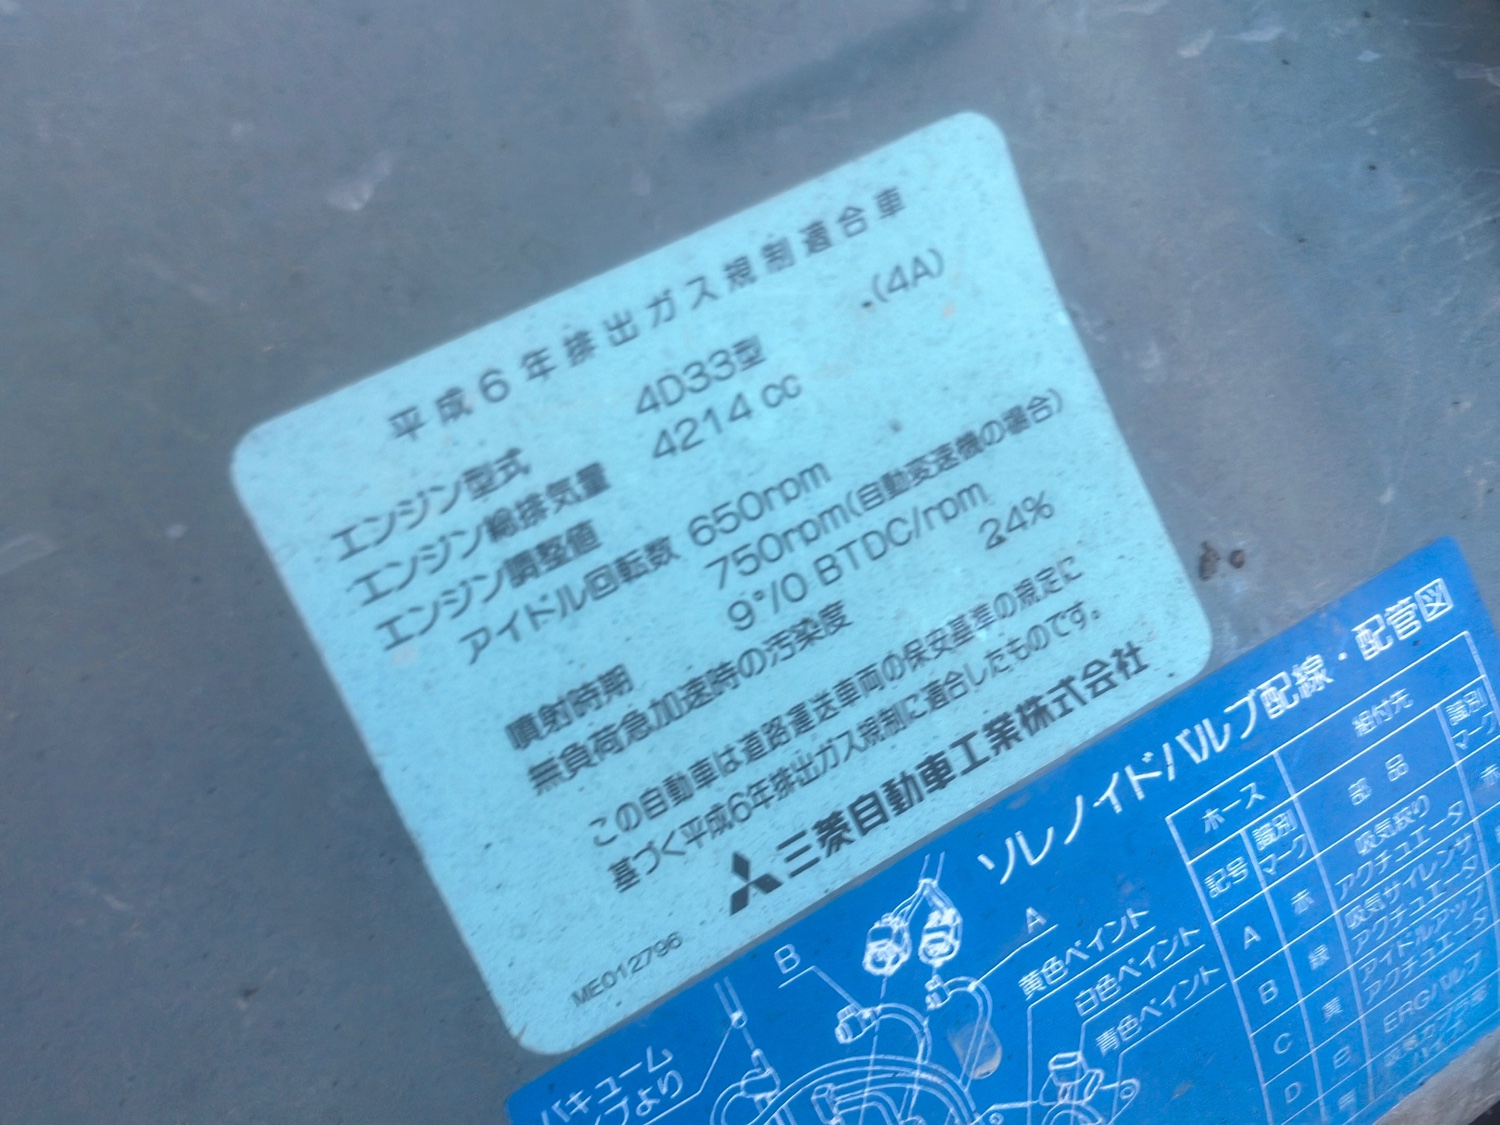 平成6年排出ガス規制適合車
(4A)
エンジン型式 4D33型
エンジン総排気量 4214 cc
エンジン調整値
アイドル回転数 650rpm
750rpm(自動変速機の場合)
噴射時期 9°/0 BTDC/rpm
無負荷急加速時の汚染度 24%
この自動車は道路運送車両の保安基準の規定に
基づく平成6年排出ガス規制に適合したものです。
三菱自動車工業株式会社
ME012796
ソレノイドバルブ配線・配管図
ホース 組付先
記号 識別マーク 部品 識別マーク
A 赤 吸気絞りアクチュエータ 赤
B 緑 吸気サイレンサアクチュエータ
C 黄 アイドルアップアクチュエータ
D
B
A
黄色ペイント
白色ペイント
青色ペイント
バキューム
プより